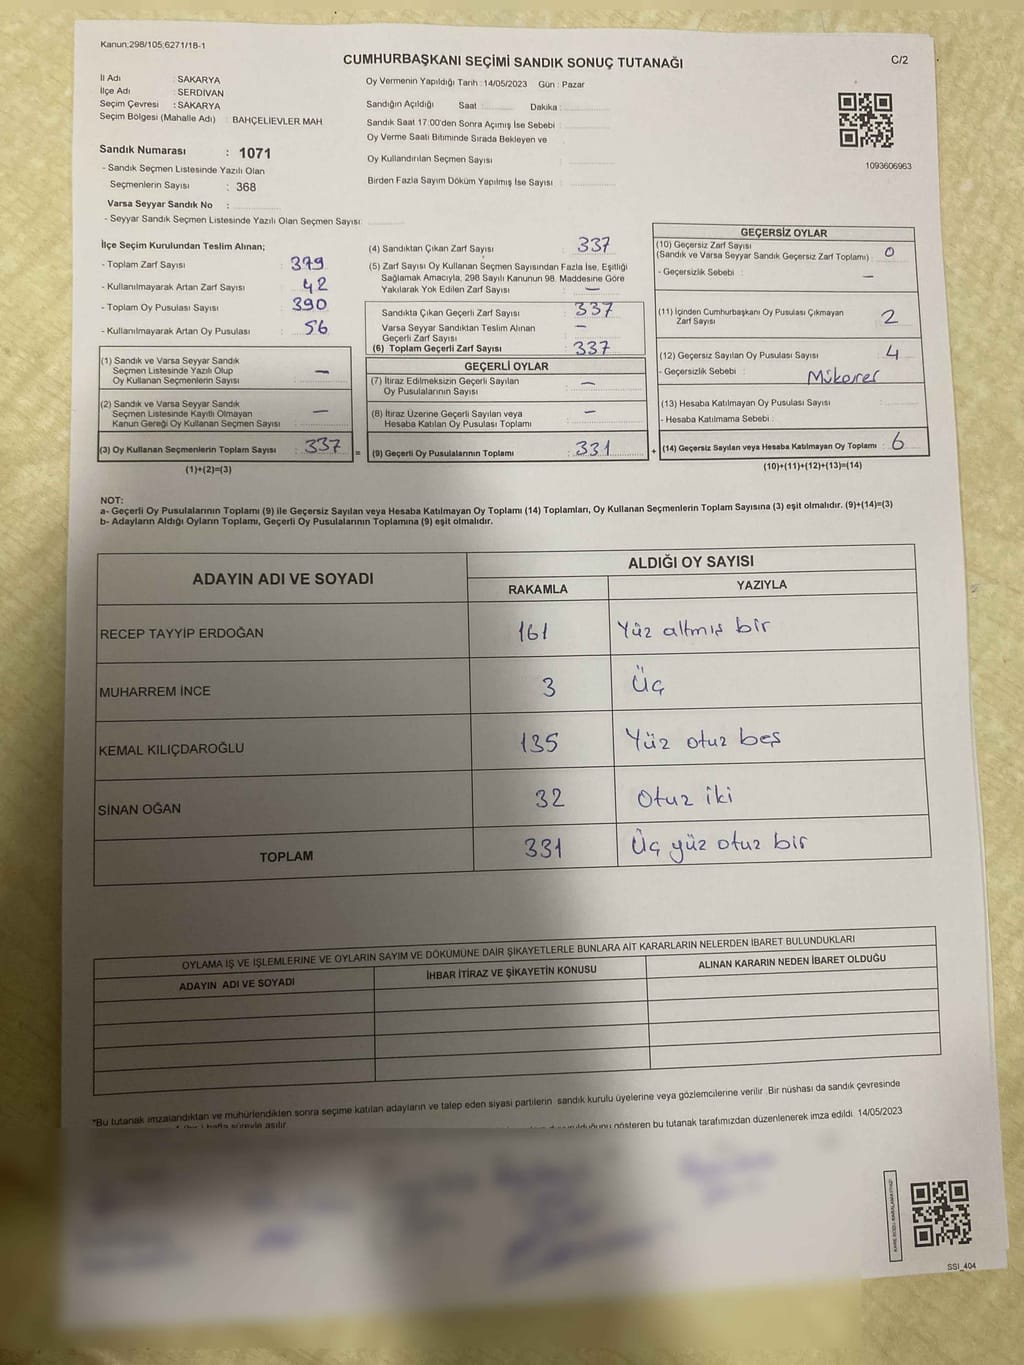 Kanun;298/105;6271/18-1
CUMHURBAŞKANI SEÇİMİ SANDIK SONUÇ TUTANAĞI
C/2
İl Adı : SAKARYA
İlçe Adı : SERDİVAN
Seçim Çevresi : SAKARYA
Seçim Bölgesi (Mahalle Adı) : BAHÇELİEVLER MAH
Sandık Numarası : 1071
- Sandık Seçmen Listesinde Yazılı Olan
Seçmenlerin Sayısı : 368
Varsa Seyyar Sandık No :
- Seyyar Sandık Seçmen Listesinde Yazılı Olan Seçmen Sayısı:
Oy Vermenin Yapıldığı Tarih : 14/05/2023 Gün : Pazar
Sandığın Açıldığı Saat : Dakika :
Sandık Saat 17:00'den Sonra Açımış İse Sebebi :
Oy Verme Saati Bitiminde Sırada Bekleyen ve
Oy Kullandırılan Seçmen Sayısı :
Birden Fazla Sayım Döküm Yapılmış İse Sayısı :
1093606963
İlçe Seçim Kurulundan Teslim Alınan;
- Toplam Zarf Sayısı : 379
- Kullanılmayarak Artan Zarf Sayısı : 42
- Toplam Oy Pusulası Sayısı : 390
- Kullanılmayarak Artan Oy Pusulası : 56
(1) Sandık ve Varsa Seyyar Sandık
Seçmen Listesinde Yazılı Olup
Oy Kullanan Seçmenlerin Sayısı : —
(2) Sandık ve Varsa Seyyar Sandık
Seçmen Listesinde Kayıtlı Olmayan
Kanun Gereği Oy Kullanan Seçmen Sayısı : —
(3) Oy Kullanan Seçmenlerin Toplam Sayısı : 337 =
(1)+(2)=(3)
(4) Sandıktan Çıkan Zarf Sayısı : 337
(5) Zarf Sayısı Oy Kullanan Seçmen Sayısından Fazla İse, Eşitliği
Sağlamak Amacıyla, 298 Sayılı Kanunun 98. Maddesine Göre
Yakılarak Yok Edilen Zarf Sayısı : —
Sandıkta Çıkan Geçerli Zarf Sayısı : 337
Varsa Seyyar Sandıktan Teslim Alınan
Geçerli Zarf Sayısı : —
(6) Toplam Geçerli Zarf Sayısı : 337
GEÇERLİ OYLAR
(7) İtiraz Edilmeksizin Geçerli Sayılan
Oy Pusulalarının Sayısı : —
(8) İtiraz Üzerine Geçerli Sayılan veya
Hesaba Katılan Oy Pusulası Toplamı : —
(9) Geçerli Oy Pusulalarının Toplamı : 331 +
GEÇERSİZ OYLAR
(10) Geçersiz Zarf Sayısı
(Sandık ve Varsa Seyyar Sandık Geçersiz Zarf Toplamı) : 0
- Geçersizlik Sebebi : —
(11) İçinden Cumhurbaşkanı Oy Pusulası Çıkmayan
Zarf Sayısı : 2
(12) Geçersiz Sayılan Oy Pusulası Sayısı : 4
- Geçersizlik Sebebi : Mükerrer
(13) Hesaba Katılmayan Oy Pusulası Sayısı :
- Hesaba Katılmama Sebebi :
(14) Geçersiz Sayılan veya Hesaba Katılmayan Oy Toplamı : 6
(10)+(11)+(12)+(13)=(14)
NOT:
a- Geçerli Oy Pusulalarının Toplamı (9) ile Geçersiz Sayılan veya Hesaba Katılmayan Oy Toplamı (14) Toplamları, Oy Kullanan Seçmenlerin Toplam Sayısına (3) eşit olmalıdır. (9)+(14)=(3)
b- Adayların Aldığı Oyların Toplamı, Geçerli Oy Pusulalarının Toplamına (9) eşit olmalıdır.
ADAYIN ADI VE SOYADI ALDIĞI OY SAYISI
RAKAMLA YAZIYLA
RECEP TAYYİP ERDOĞAN 161 Yüz altmış bir
MUHARREM İNCE 3 Üç
KEMAL KILIÇDAROĞLU 135 Yüz otuz beş
SİNAN OĞAN 32 Otuz iki
TOPLAM 331 Üç yüz otuz bir
OYLAMA İŞ VE İŞLEMLERİNE VE OYLARIN SAYIM VE DÖKÜMÜNE DAİR ŞİKAYETLERLE BUNLARA AİT KARARLARIN NELERDEN İBARET BULUNDUKLARI
ADAYIN ADI VE SOYADI İHBAR İTİRAZ VE ŞİKAYETİN KONUSU ALINAN KARARIN NEDEN İBARET OLDUĞU
*Bu tutanak imzalandıktan ve mühürlendikten sonra seçime katılan adayların ve talep eden siyasi partilerin sandık kurulu üyelerine veya gözlemcilerine verilir. Bir nüshası da sandık çevresinde
hafta süreyle asılır. gösteren bu tutanak tarafımızdan düzenlenerek imza edildi. 14/05/2023
SSI_404